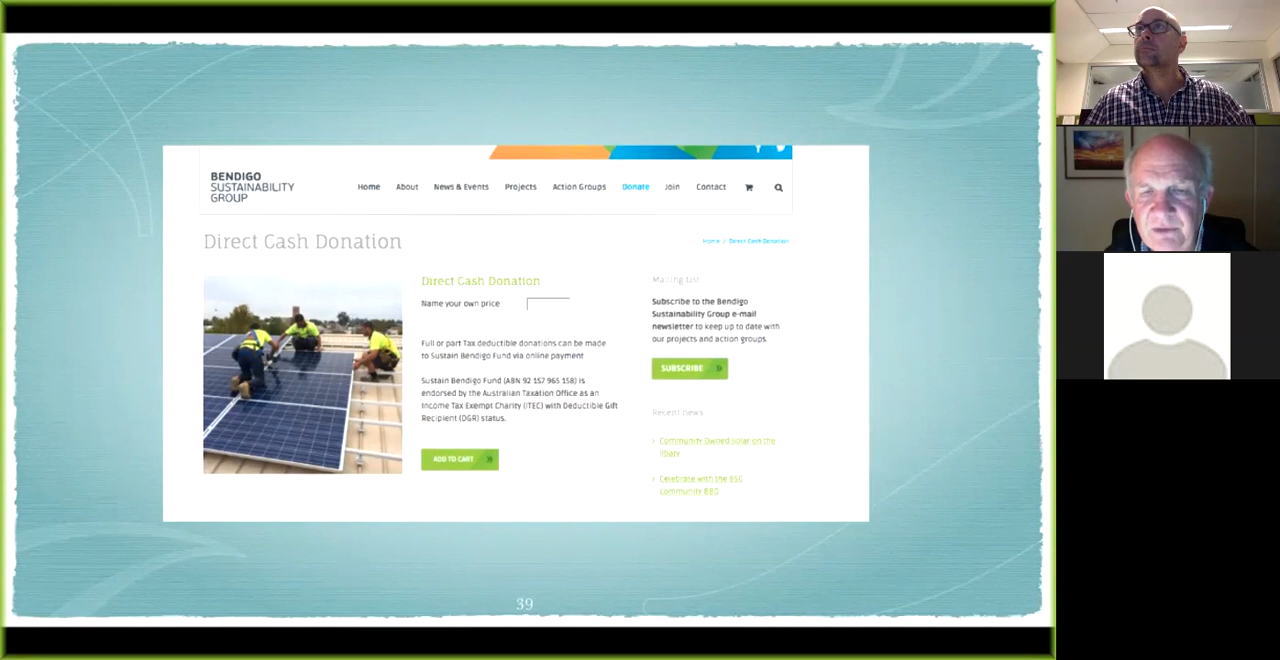 BENDIGO
SUSTAINABILITY
GROUP
Home About News & Events Projects Action Groups Donate Join Contact
Direct Cash Donation
Home / Direct Cash Donation
Direct Cash Donation
Name your own price
Full or part Tax deductible donations can be made
to Sustain Bendigo Fund via online payment
Sustain Bendigo Fund (ABN 92 157 965 158) is
endorsed by the Australian Taxation Office as an
Income Tax Exempt Charity (ITEC) with Deductible Gift
Recipient (DGR) status.
ADD TO CART
Mailing List
Subscribe to the Bendigo
Sustainability Group e-mail
newsletter to keep up to date with
our projects and action groups.
SUBSCRIBE
Recent news
Community Owned Solar on the
library
Celebrate with the BSG
community BBQ
39